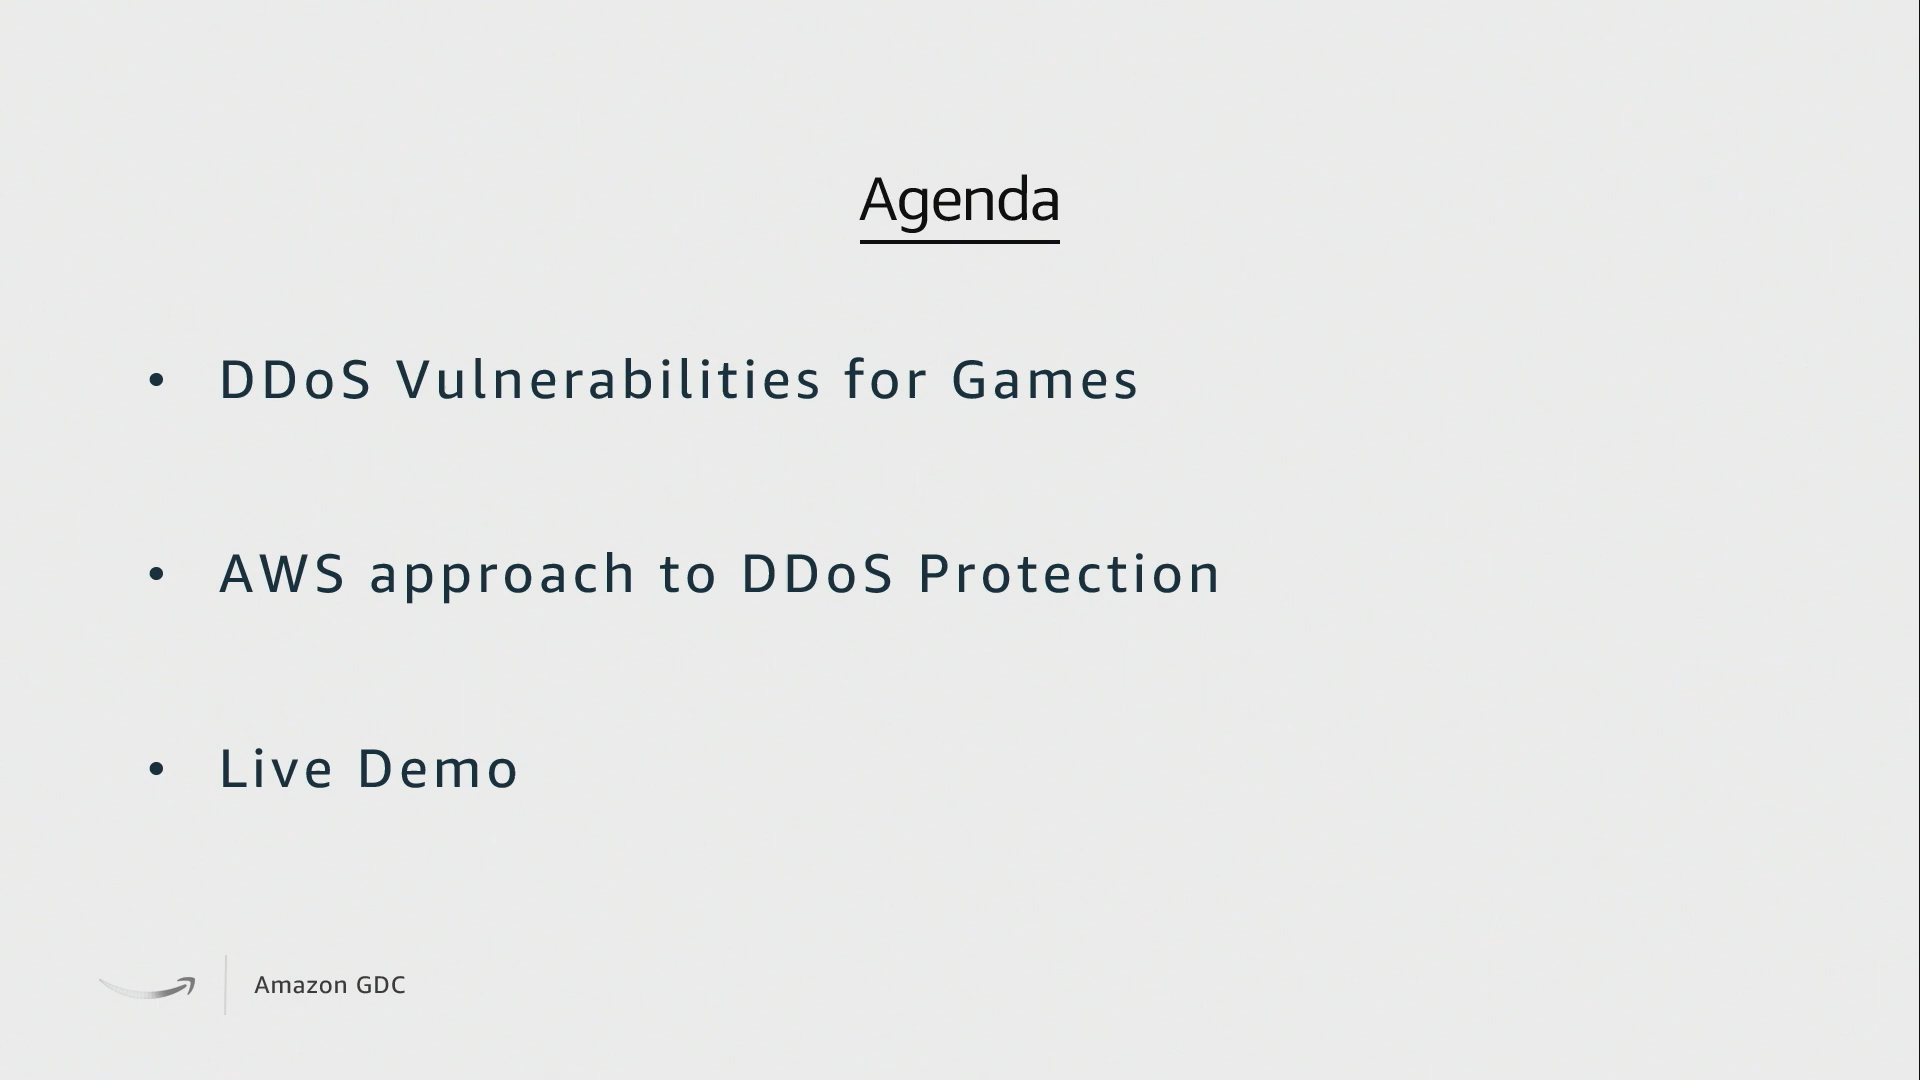 Agenda
• DDoS Vulnerabilities for Games
• AWS approach to DDoS Protection
• Live Demo
Amazon GDC